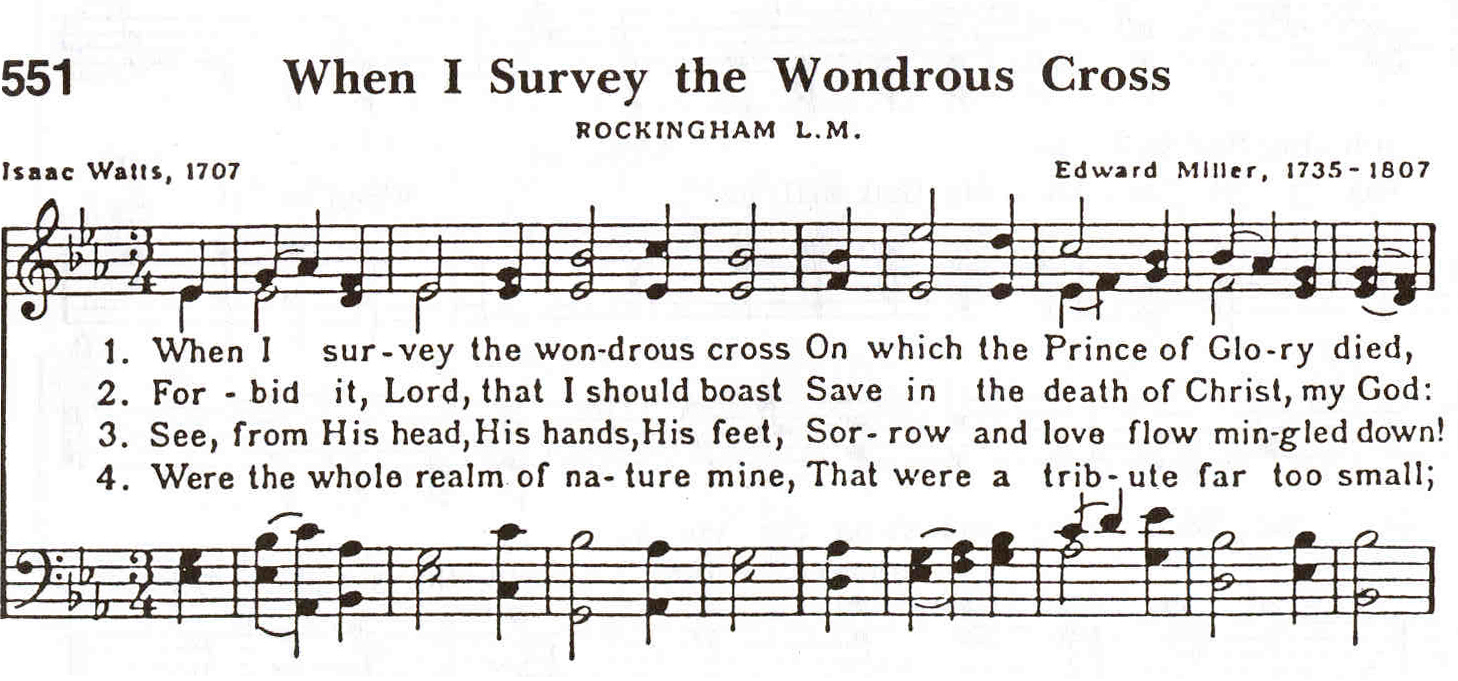 551 When I Survey the Wondrous Cross
ROCKINGHAM L.M.
Isaac Watts, 1707 Edward Miller, 1735-1807
3 4
1. When I sur-vey the won-drous cross On which the Prince of Glo-ry died,
2. For - bid it, Lord, that I should boast Save in the death of Christ, my God:
3. See, from His head, His hands, His feet, Sor- row and love flow min-gled down!
4. Were the whole realm of na- ture mine, That were a trib- ute far too small;
3 4